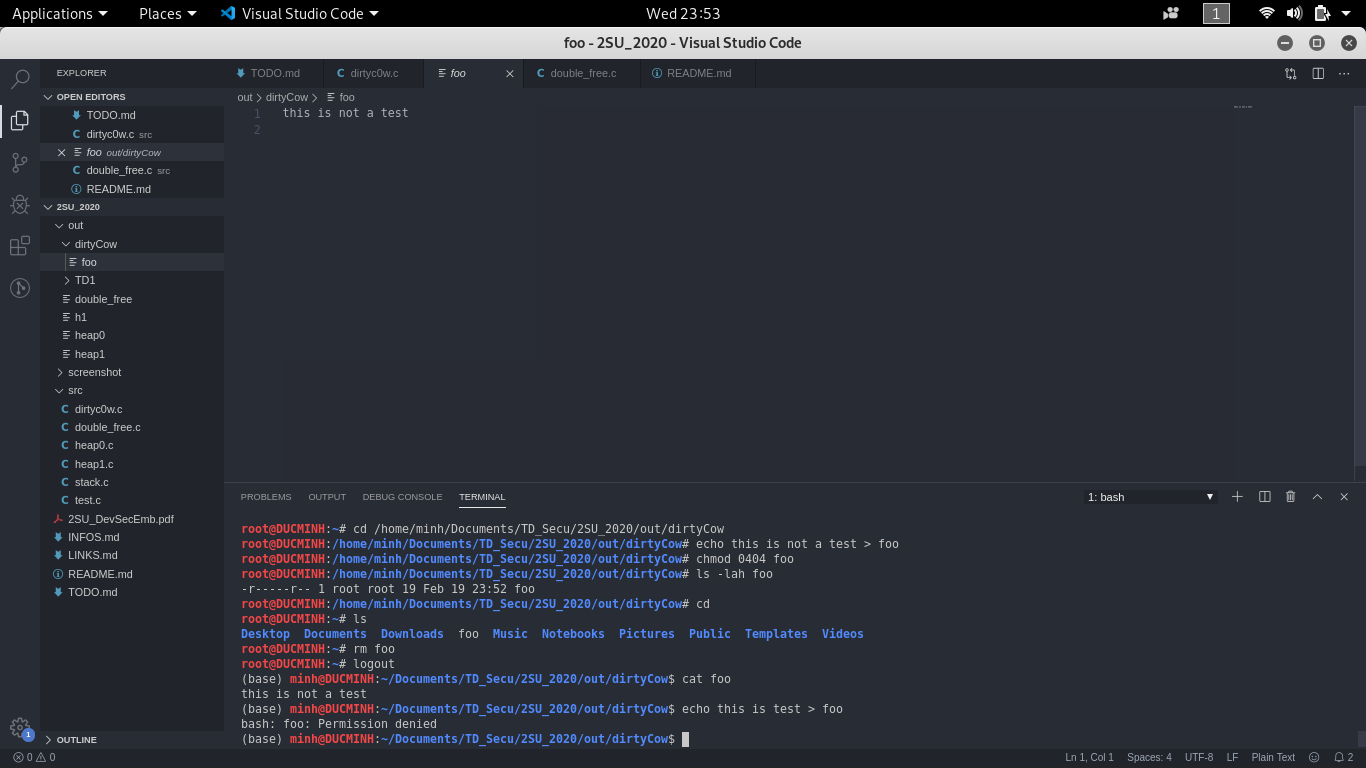 Applications Places Visual Studio Code Wed 23:53 1
foo - 2SU_2020 - Visual Studio Code
EXPLORER
OPEN EDITORS
TODO.md
dirtyc0w.c src
foo out/dirtyCow
double_free.c src
README.md
2SU_2020
out
dirtyCow
foo
TD1
double_free
h1
heap0
heap1
screenshot
src
dirtyc0w.c
double_free.c
heap0.c
heap1.c
stack.c
test.c
2SU_DevSecEmb.pdf
INFOS.md
LINKS.md
README.md
TODO.md
OUTLINE
1
TODO.md dirtyc0w.c foo double_free.c README.md
out > dirtyCow > foo
1 this is not a test
2
PROBLEMS OUTPUT DEBUG CONSOLE TERMINAL 1: bash
root@DUCMINH:~# cd /home/minh/Documents/TD_Secu/2SU_2020/out/dirtyCow
root@DUCMINH:/home/minh/Documents/TD_Secu/2SU_2020/out/dirtyCow# echo this is not a test > foo
root@DUCMINH:/home/minh/Documents/TD_Secu/2SU_2020/out/dirtyCow# chmod 0404 foo
root@DUCMINH:/home/minh/Documents/TD_Secu/2SU_2020/out/dirtyCow# ls -lah foo
-r-----r-- 1 root root 19 Feb 19 23:52 foo
root@DUCMINH:/home/minh/Documents/TD_Secu/2SU_2020/out/dirtyCow# cd
root@DUCMINH:~# ls
Desktop Documents Downloads foo Music Notebooks Pictures Public Templates Videos
root@DUCMINH:~# rm foo
root@DUCMINH:~# logout
(base) minh@DUCMINH:~/Documents/TD_Secu/2SU_2020/out/dirtyCow$ cat foo
this is not a test
(base) minh@DUCMINH:~/Documents/TD_Secu/2SU_2020/out/dirtyCow$ echo this is test > foo
bash: foo: Permission denied
(base) minh@DUCMINH:~/Documents/TD_Secu/2SU_2020/out/dirtyCow$
0 0 Ln 1, Col 1 Spaces: 4 UTF-8 LF Plain Text 2